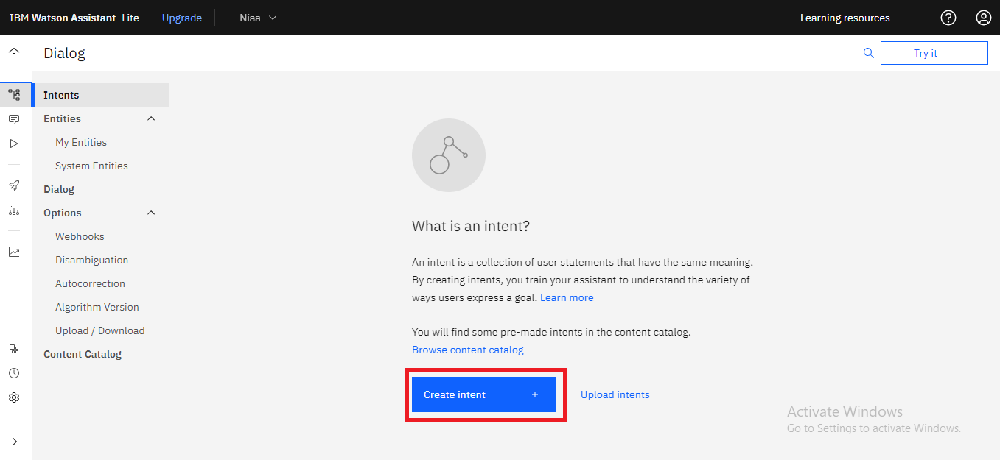 IBM Watson Assistant Lite Upgrade Niaa Learning resources
Dialog
Try it
Intents
Entities
My Entities
System Entities
Dialog
Options
Webhooks
Disambiguation
Autocorrection
Algorithm Version
Upload / Download
Content Catalog
What is an intent?
An intent is a collection of user statements that have the same meaning.
By creating intents, you train your assistant to understand the variety of
ways users express a goal. Learn more
You will find some pre-made intents in the content catalog.
Browse content catalog
Create intent +
Upload intents
Activate Windows
Go to Settings to activate Windows.